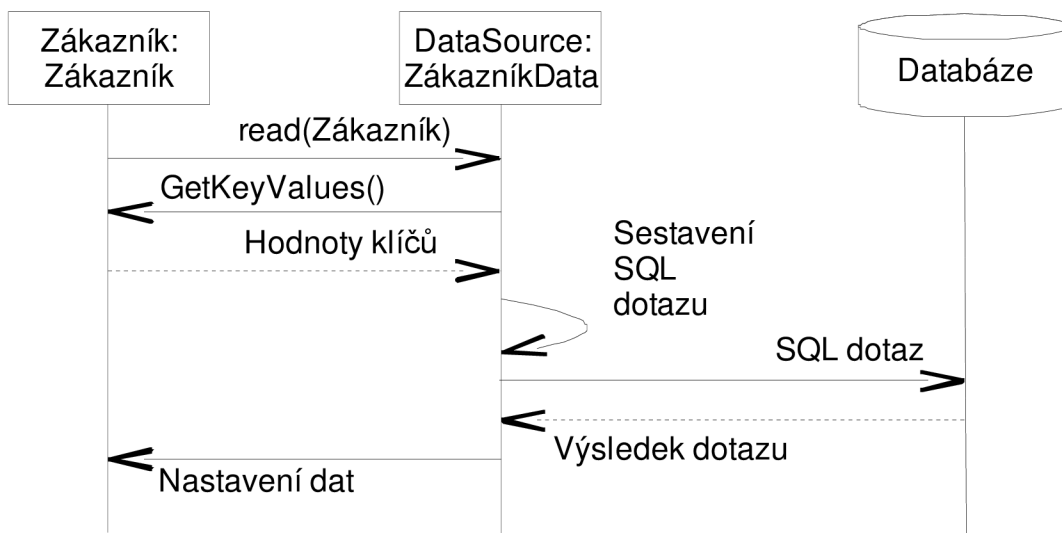 Zákazník:
Zákazník
DataSource:
ZákazníkData
Databáze
read(Zákazník)
GetKeyValues()
Hodnoty klíčů
Sestavení
SQL
dotazu
SQL dotaz
Výsledek dotazu
Nastavení dat